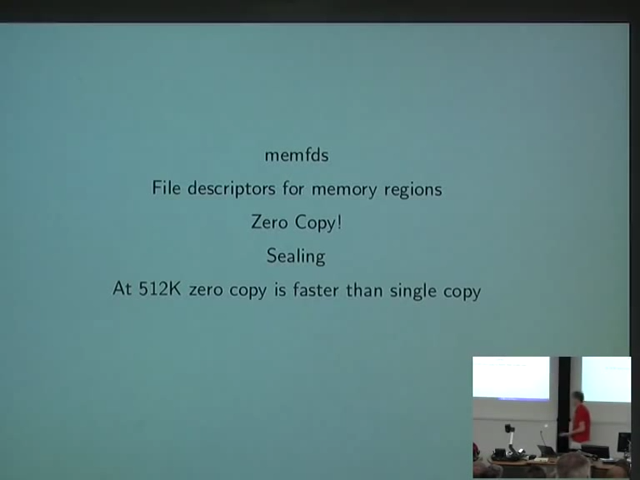 memfds
File descriptors for memory regions
Zero Copy!
Sealing
At 512K zero copy is faster than single copy